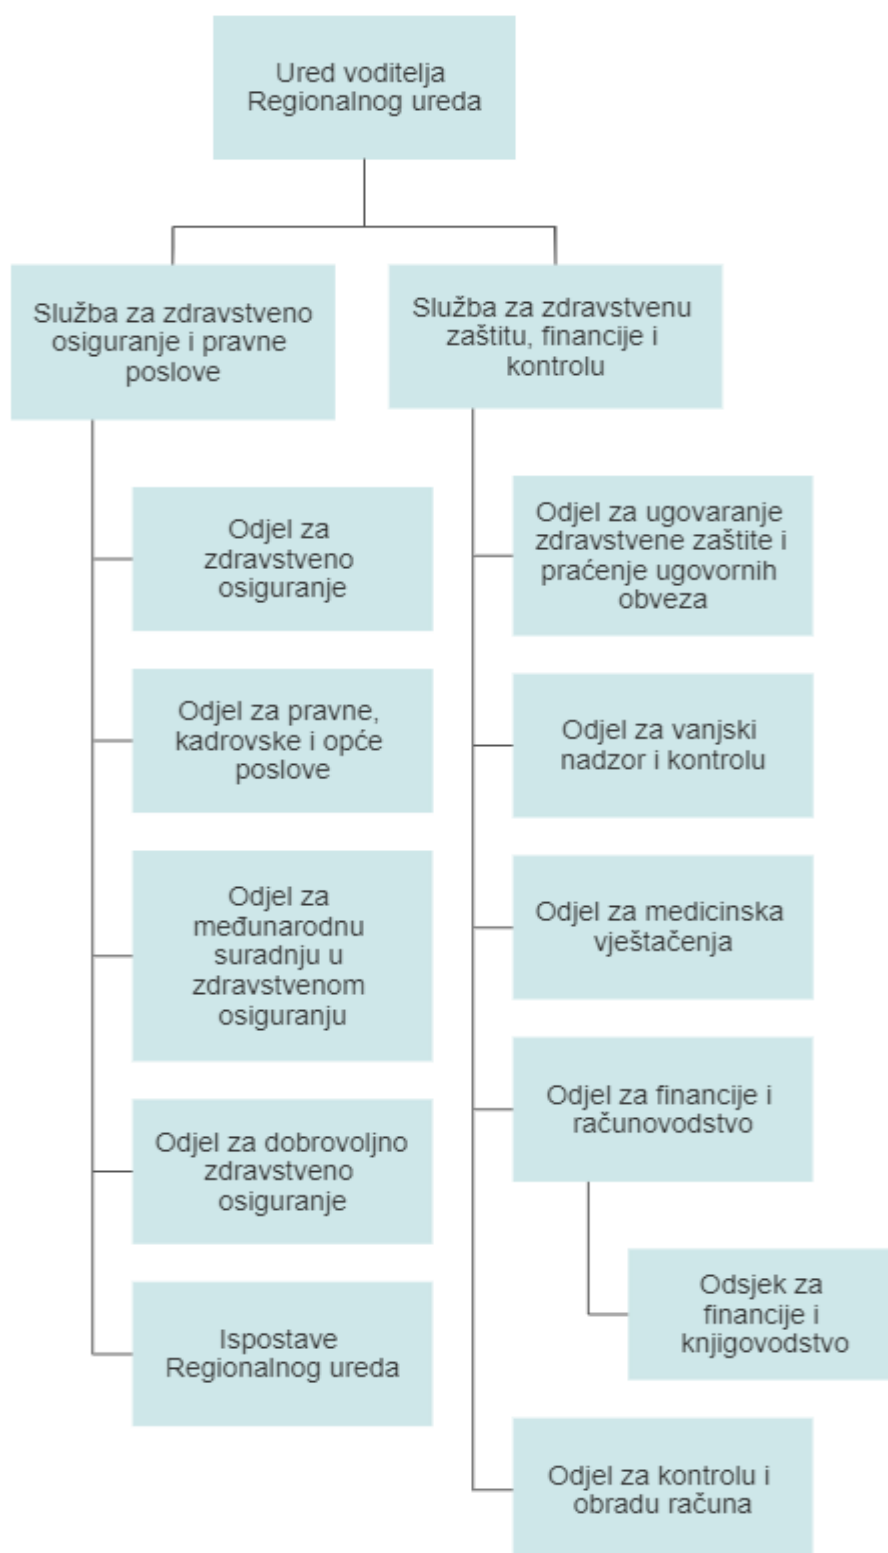 Ured voditelja
Regionalnog ureda
Služba za zdravstveno
osiguranje i pravne
poslove
Služba za zdravstvenu
zaštitu, financije i
kontrolu
Odjel za
zdravstveno
osiguranje
Odjel za pravne,
kadrovske i opće
poslove
Odjel za
međunarodnu
suradnju u
zdravstvenom
osiguranju
Odjel za dobrovoljno
zdravstveno
osiguranje
Ispostave
Regionalnog ureda
Odjel za ugovaranje
zdravstvene zaštite i
praćenje ugovornih
obveza
Odjel za vanjski
nadzor i kontrolu
Odjel za medicinska
vještačenja
Odjel za financije i
računovodstvo
Odsjek za
financije i
knjigovodstvo
Odjel za kontrolu i
obradu računa